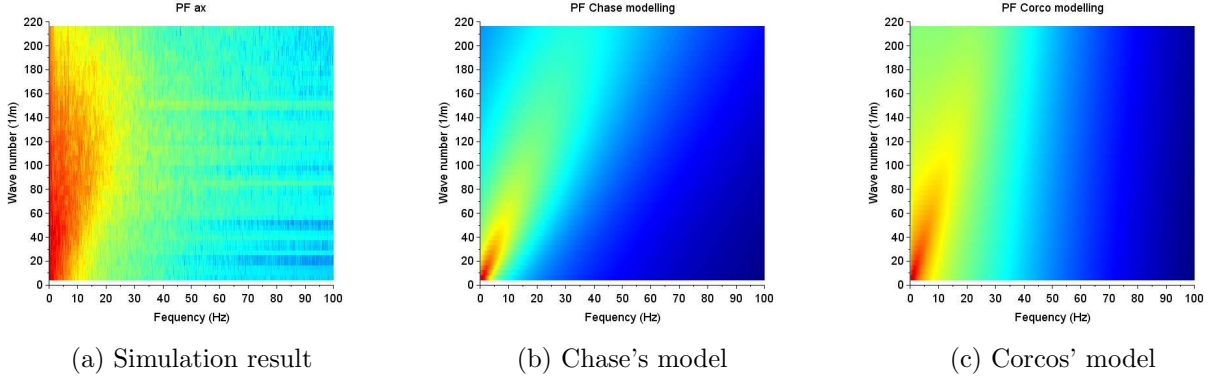 PF ax
220
200
180
160
140
120
100
80
60
40
20
0
Wave number (1/m)
0 10 20 30 40 50 60 70 80 90 100
Fequency (Hz)
(a) Simulation result
PF Chase modelling
220
200
180
160
140
120
100
80
60
40
20
0
Wave number (1/m)
0 10 20 30 40 50 60 70 80 90 100
Fequency (Hz)
(b) Chase's model
PF Corco modelling
220
200
180
160
140
120
100
80
60
40
20
0
Wave number (1/m)
0 10 20 30 40 50 60 70 80 90 100
Fequency (Hz)
(c) Corcos' model